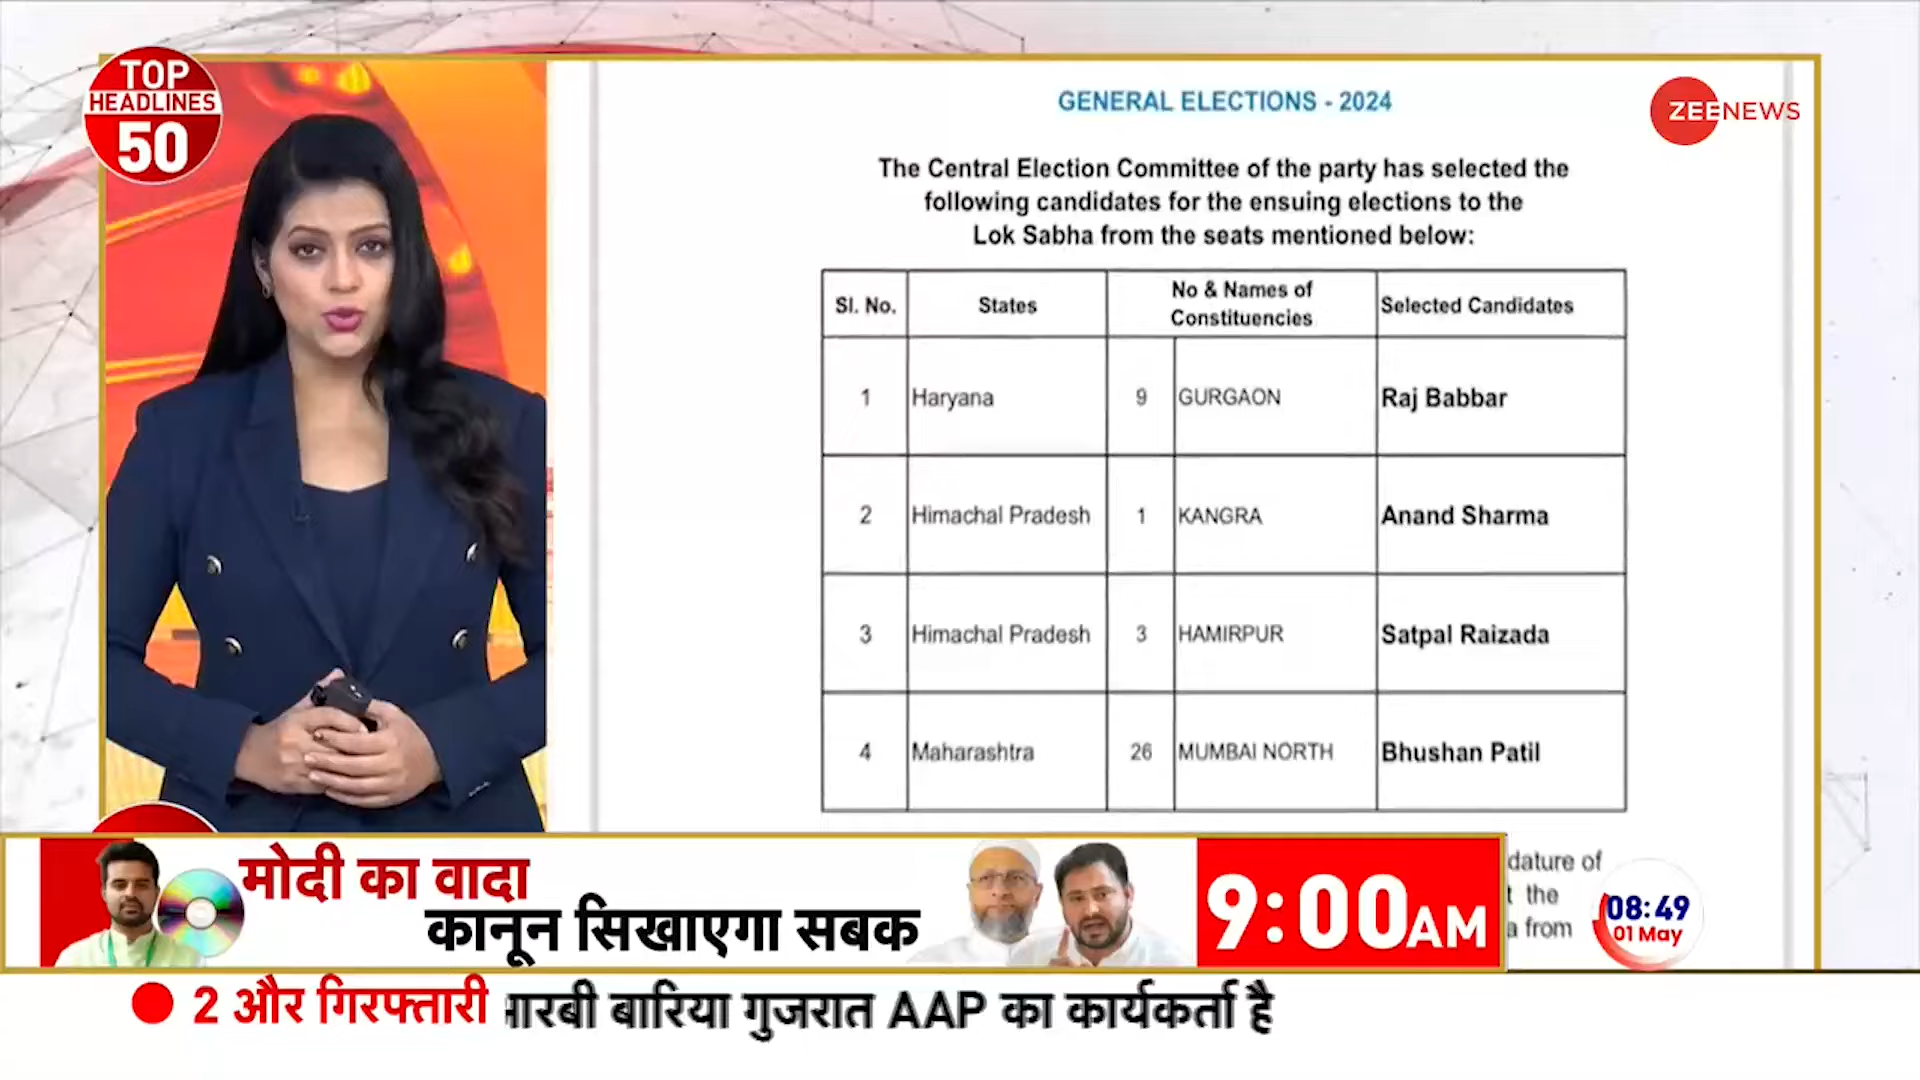 TOP
HEADLINES
50
ZEENEWS
GENERAL ELECTIONS - 2024
The Central Election Committee of the party has selected the
following candidates for the ensuing elections to the
Lok Sabha from the seats mentioned below:
Sl. No. States No & Names of Constituencies Selected Candidates
1 Haryana 9 GURGAON Raj Babbar
2 Himachal Pradesh 1 KANGRA Anand Sharma
3 Himachal Pradesh 3 HAMIRPUR Satpal Raizada
4 Maharashtra 26 MUMBAI NORTH Bhushan Patil
dature of
the
a from
मोदी का वादा
कानून सिखाएगा सबक
9:00AM
08:49
01 May
2 और गिरफ्तारी
बारिया गुजरात AAP का कार्यकर्ता है